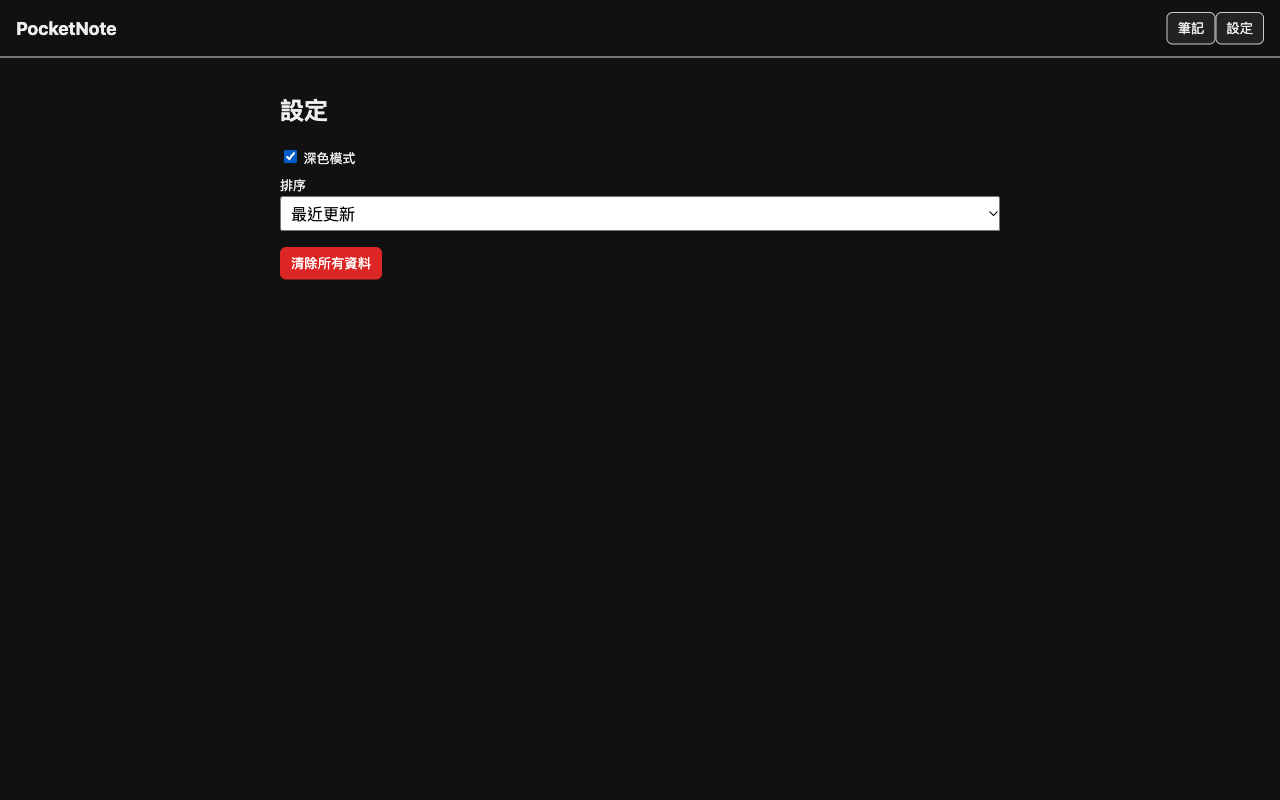 PocketNote
筆記 設定
設定
深色模式
排序
最近更新
清除所有資料